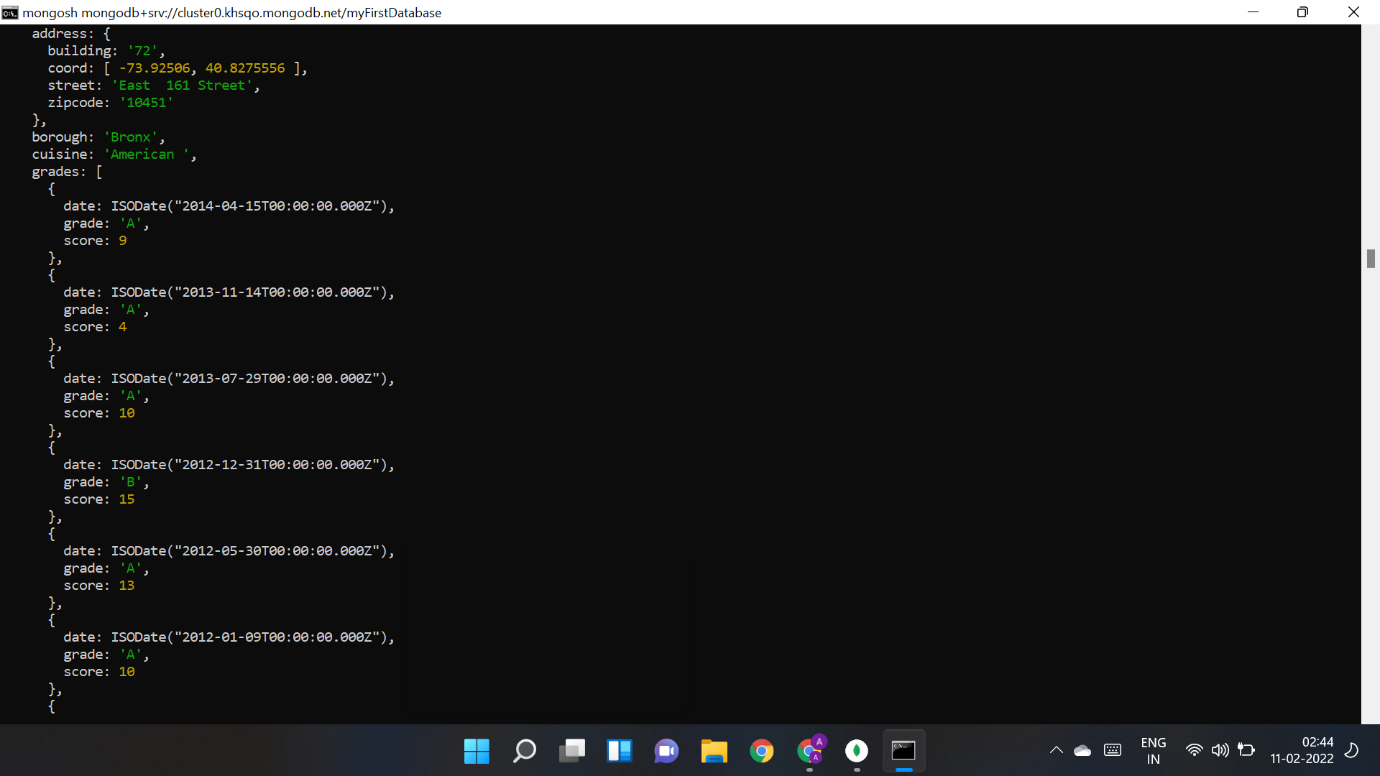 mongosh mongodb+srv://cluster0.khsqo.mongodb.net/myFirstDatabase
address: {
building: '72',
coord: [ -73.92506, 40.8275556 ],
street: 'East  161 Street',
zipcode: '10451'
},
borough: 'Bronx',
cuisine: 'American ',
grades: [
{
date: ISODate("2014-04-15T00:00:00.000Z"),
grade: 'A',
score: 9
},
{
date: ISODate("2013-11-14T00:00:00.000Z"),
grade: 'A',
score: 4
},
{
date: ISODate("2013-07-29T00:00:00.000Z"),
grade: 'A',
score: 10
},
{
date: ISODate("2012-12-31T00:00:00.000Z"),
grade: 'B',
score: 15
},
{
date: ISODate("2012-05-30T00:00:00.000Z"),
grade: 'A',
score: 13
},
{
date: ISODate("2012-01-09T00:00:00.000Z"),
grade: 'A',
score: 10
},
{
A
A
ENG
IN
02:44
11-02-2022